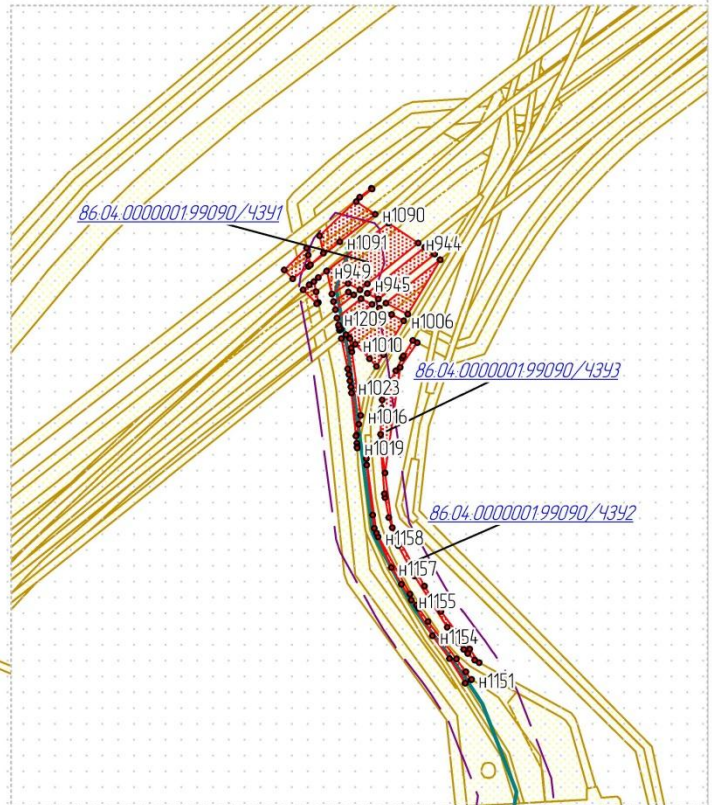 86:04:0000001:99090/ЧЗУ1
н1090
н1091
н944
н949
н945
н1209
н1006
н1010
86:04:0000001:99090/ЧЗУ3
н1023
н1016
н1019
86:04:0000001:99090/ЧЗУ2
н1158
н1157
н1155
н1154
н1151